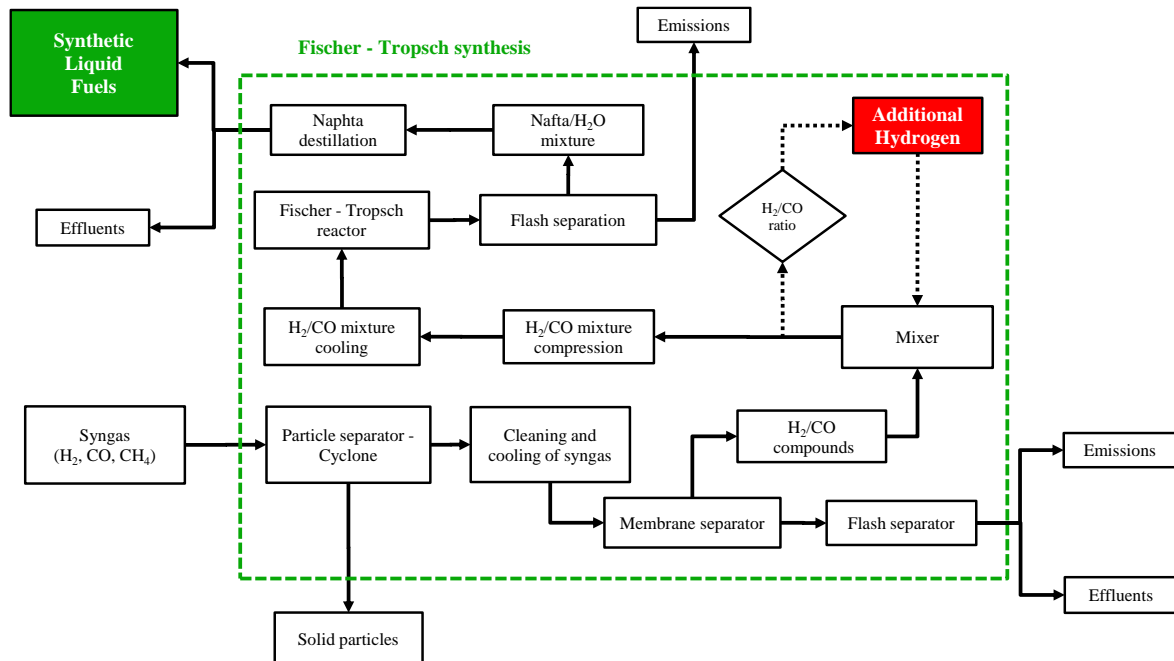 Emissions
Synthetic
Liquid
Fuels
Fischer - Tropsch synthesis
Naphta
destillation
Nafta/H₂O
mixture
Additional
Hydrogen
Effluents
Fischer - Tropsch
reactor
Flash separation
H₂/CO
ratio
H₂/CO mixture
cooling
H₂/CO mixture
compression
Mixer
Syngas
(H₂, CO, CH₄)
Particle separator -
Cyclone
Cleaning and
cooling of syngas
H₂/CO
compounds
Emissions
Membrane separator
Flash separator
Effluents
Solid particles